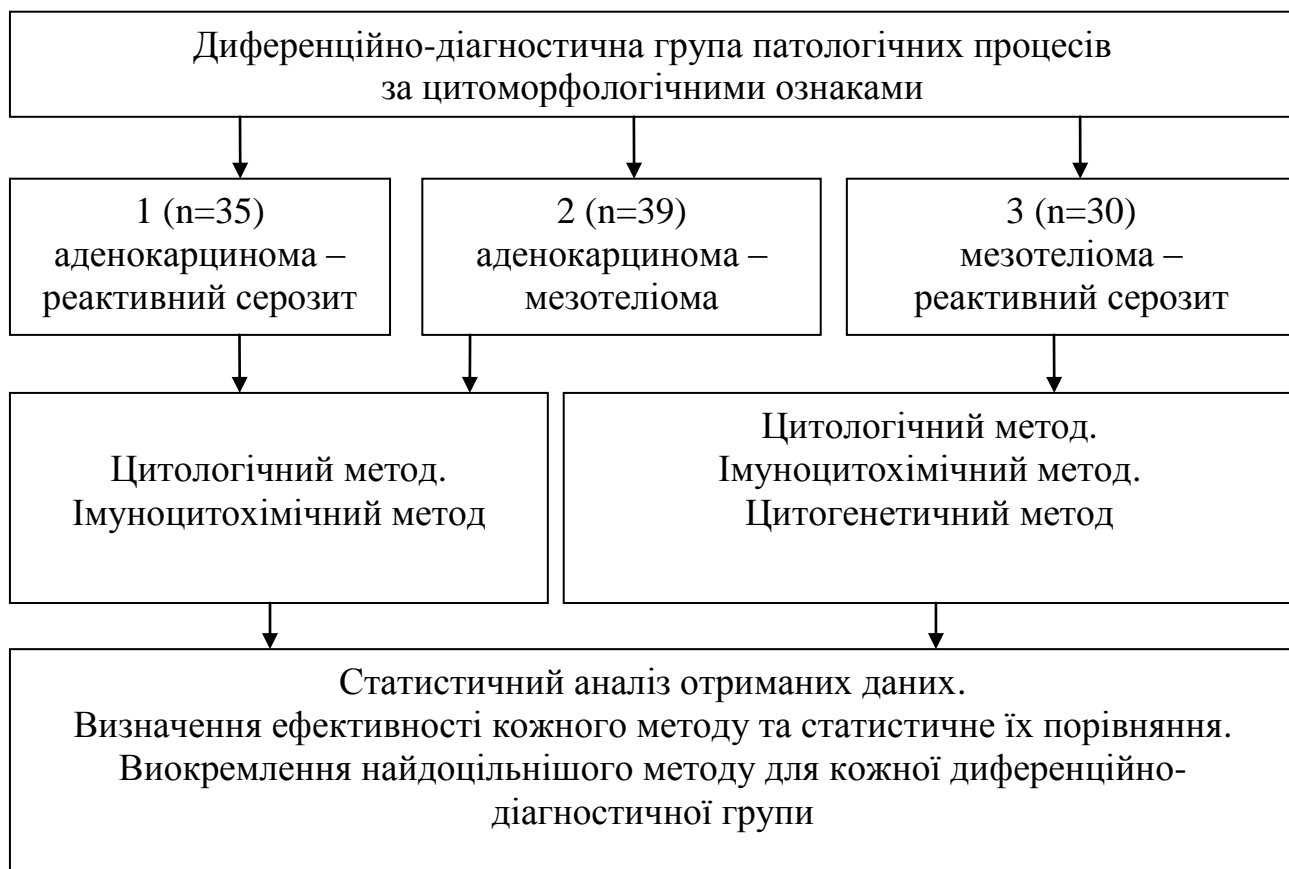 Диференційно-діагностична група патологічних процесів
за цитоморфологічними ознаками
1 (n=35)
аденокарцинома –
реактивний серозит
2 (n=39)
аденокарцинома –
мезотеліома
3 (n=30)
мезотеліома –
реактивний серозит
Цитологічний метод.
Імуноцитохімічний метод
Цитологічний метод.
Імуноцитохімічний метод.
Цитогенетичний метод
Статистичний аналіз отриманих даних.
Визначення ефективності кожного методу та статистичне їх порівняння.
Виокремлення найдоцільнішого методу для кожної диференційно-
діагностичної групи